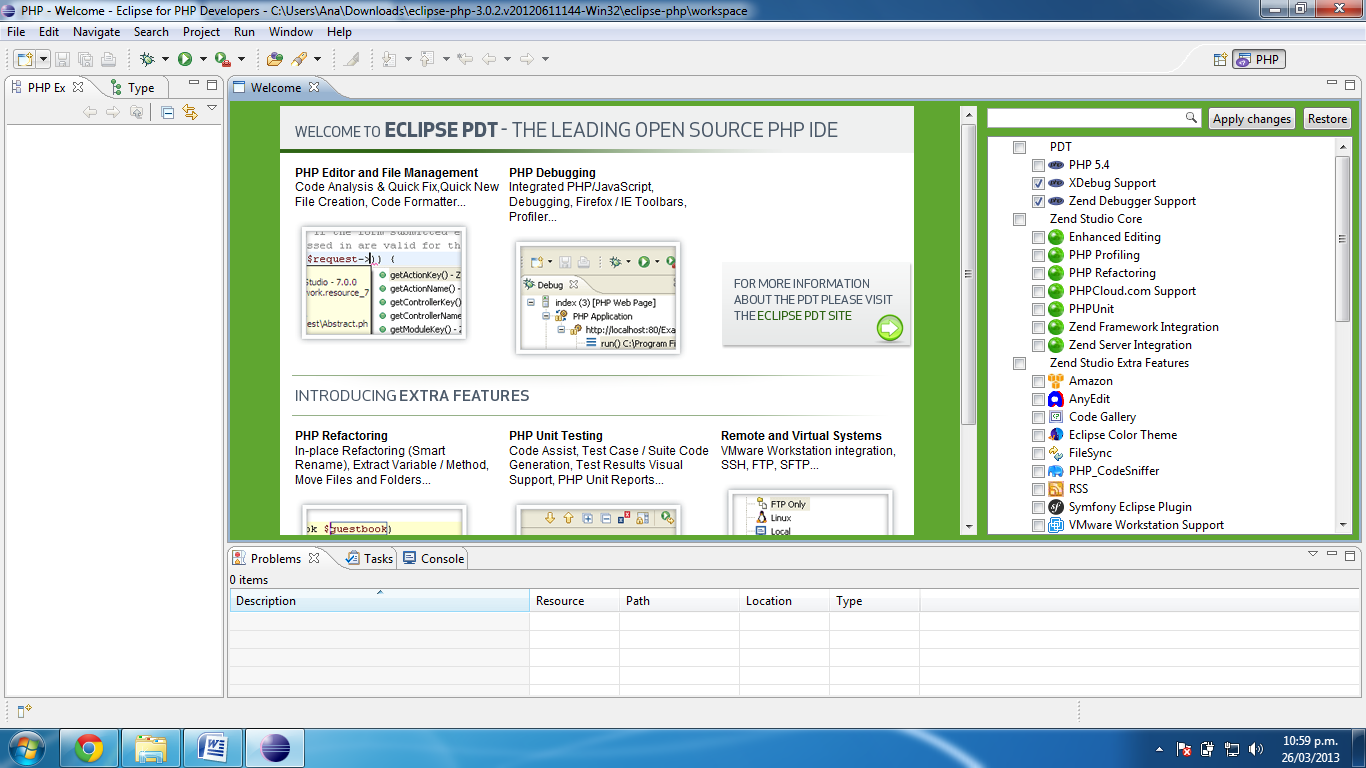 PHP - Welcome - Eclipse for PHP Developers - C:\Users\Ana\Downloads\eclipse-php-3.0.2.v20120611144-Win32\eclipse-php\workspace
File Edit Navigate Search Project Run Window Help
PHP
PHP Ex Type
Welcome
Apply changes Restore
WELCOME TO ECLIPSE PDT - THE LEADING OPEN SOURCE PHP IDE
PHP Editor and File Management
Code Analysis & Quick Fix,Quick New
File Creation, Code Formatter...
if the form submitted e
ssed in are valid for th
$request->)) {
Studio - 7.0.0
work.resource_7
est\Abstract.ph
getActionKey() - Z
getActionName() -
getControllerKey()
getControllerName
getModuleKey() - Z
PHP Debugging
Integrated PHP/JavaScript,
Debugging, Firefox / IE Toolbars,
Profiler...
Debug
index (3) [PHP Web Page]
PHP Application
http://localhost:80/Exa
run() C:\Program Fi
FOR MORE INFORMATION
ABOUT THE PDT PLEASE VISIT
THE ECLIPSE PDT SITE
INTRODUCING EXTRA FEATURES
PHP Refactoring
In-place Refactoring (Smart
Rename), Extract Variable / Method,
Move Files and Folders...
ok $guestbook)
PHP Unit Testing
Code Assist, Test Case / Suite Code
Generation, Test Results Visual
Support, PHP Unit Reports...
Remote and Virtual Systems
VMware Workstation integration,
SSH, FTP, SFTP...
FTP Only
Linux
Local
PDT
PHP 5.4
XDebug Support
Zend Debugger Support
Zend Studio Core
Enhanced Editing
PHP Profiling
PHP Refactoring
PHPCloud.com Support
PHPUnit
Zend Framework Integration
Zend Server Integration
Zend Studio Extra Features
Amazon
AnyEdit
Code Gallery
Eclipse Color Theme
FileSync
PHP_CodeSniffer
RSS
Symfony Eclipse Plugin
VMware Workstation Support
Problems Tasks Console
0 items
Description Resource Path Location Type
10:59 p.m.
26/03/2013